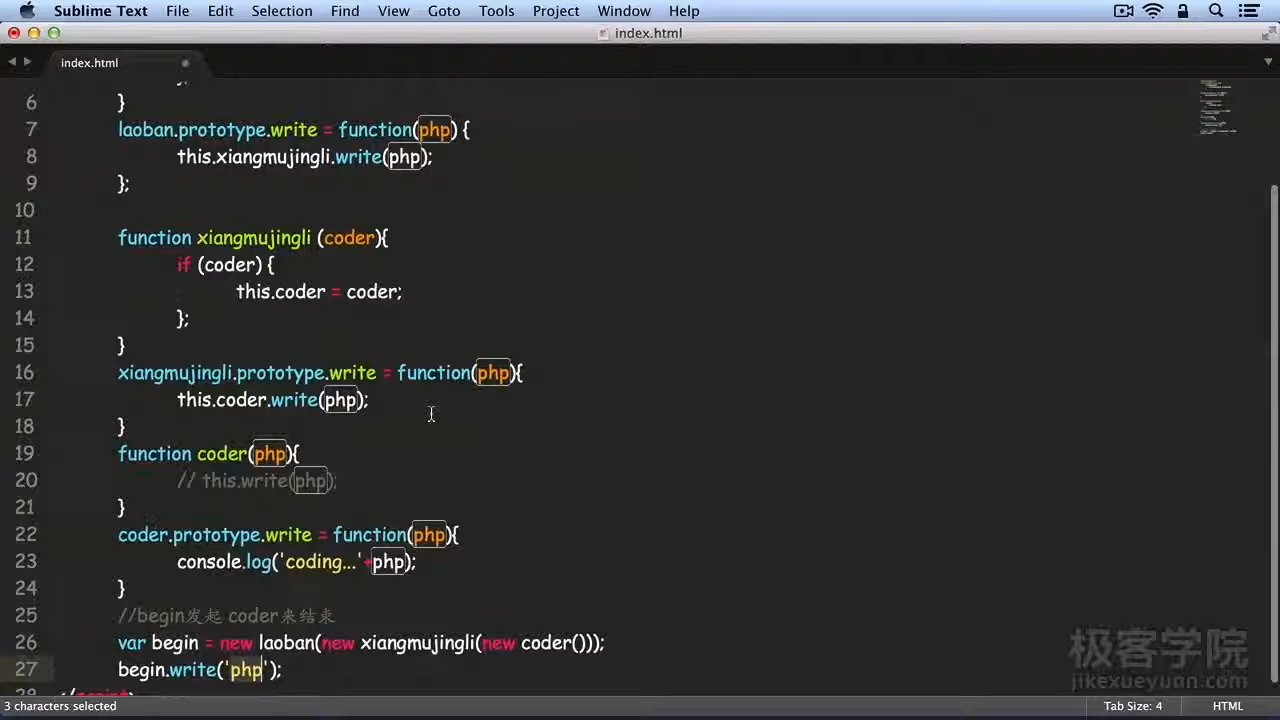 Sublime Text File Edit Selection Find View Goto Tools Project Window Help
index.html
index.html
6 }
7 laoban.prototype.write = function(php) {
8 this.xiangmujingli.write(php);
9 };
10
11 function xiangmujingli (coder){
12 if (coder) {
13 this.coder = coder;
14 };
15 }
16 xiangmujingli.prototype.write = function(php){
17 this.coder.write(php);
18 }
19 function coder(php){
20 // this.write(php);
21 }
22 coder.prototype.write = function(php){
23 console.log('coding...'+php);
24 }
25 //begin发起 coder来结束
26 var begin = new laoban(new xiangmujingli(new coder()));
27 begin.write('php');
28 </script>
极客学院
jikexueyuan.com
3 characters selected Tab Size: 4 HTML